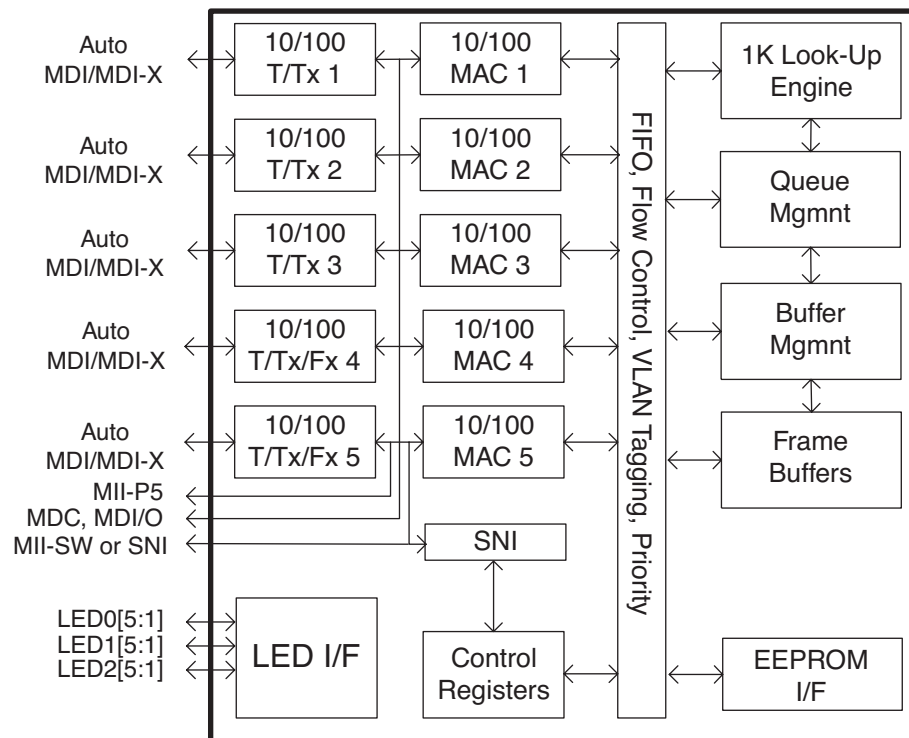 Auto
MDI/MDI-X
10/100
T/Tx 1
10/100
MAC 1
1K Look-Up
Engine
Auto
MDI/MDI-X
10/100
T/Tx 2
10/100
MAC 2
Queue
Mgmnt
Auto
MDI/MDI-X
10/100
T/Tx 3
10/100
MAC 3
Auto
MDI/MDI-X
10/100
T/Tx/Fx 4
10/100
MAC 4
Buffer
Mgmnt
Auto
MDI/MDI-X
10/100
T/Tx/Fx 5
10/100
MAC 5
Frame
Buffers
FIFO, Flow Control, VLAN Tagging, Priority
MII-P5
MDC, MDI/O
MII-SW or SNI
SNI
LED0[5:1]
LED1[5:1]
LED2[5:1]
LED I/F
Control
Registers
EEPROM
I/F